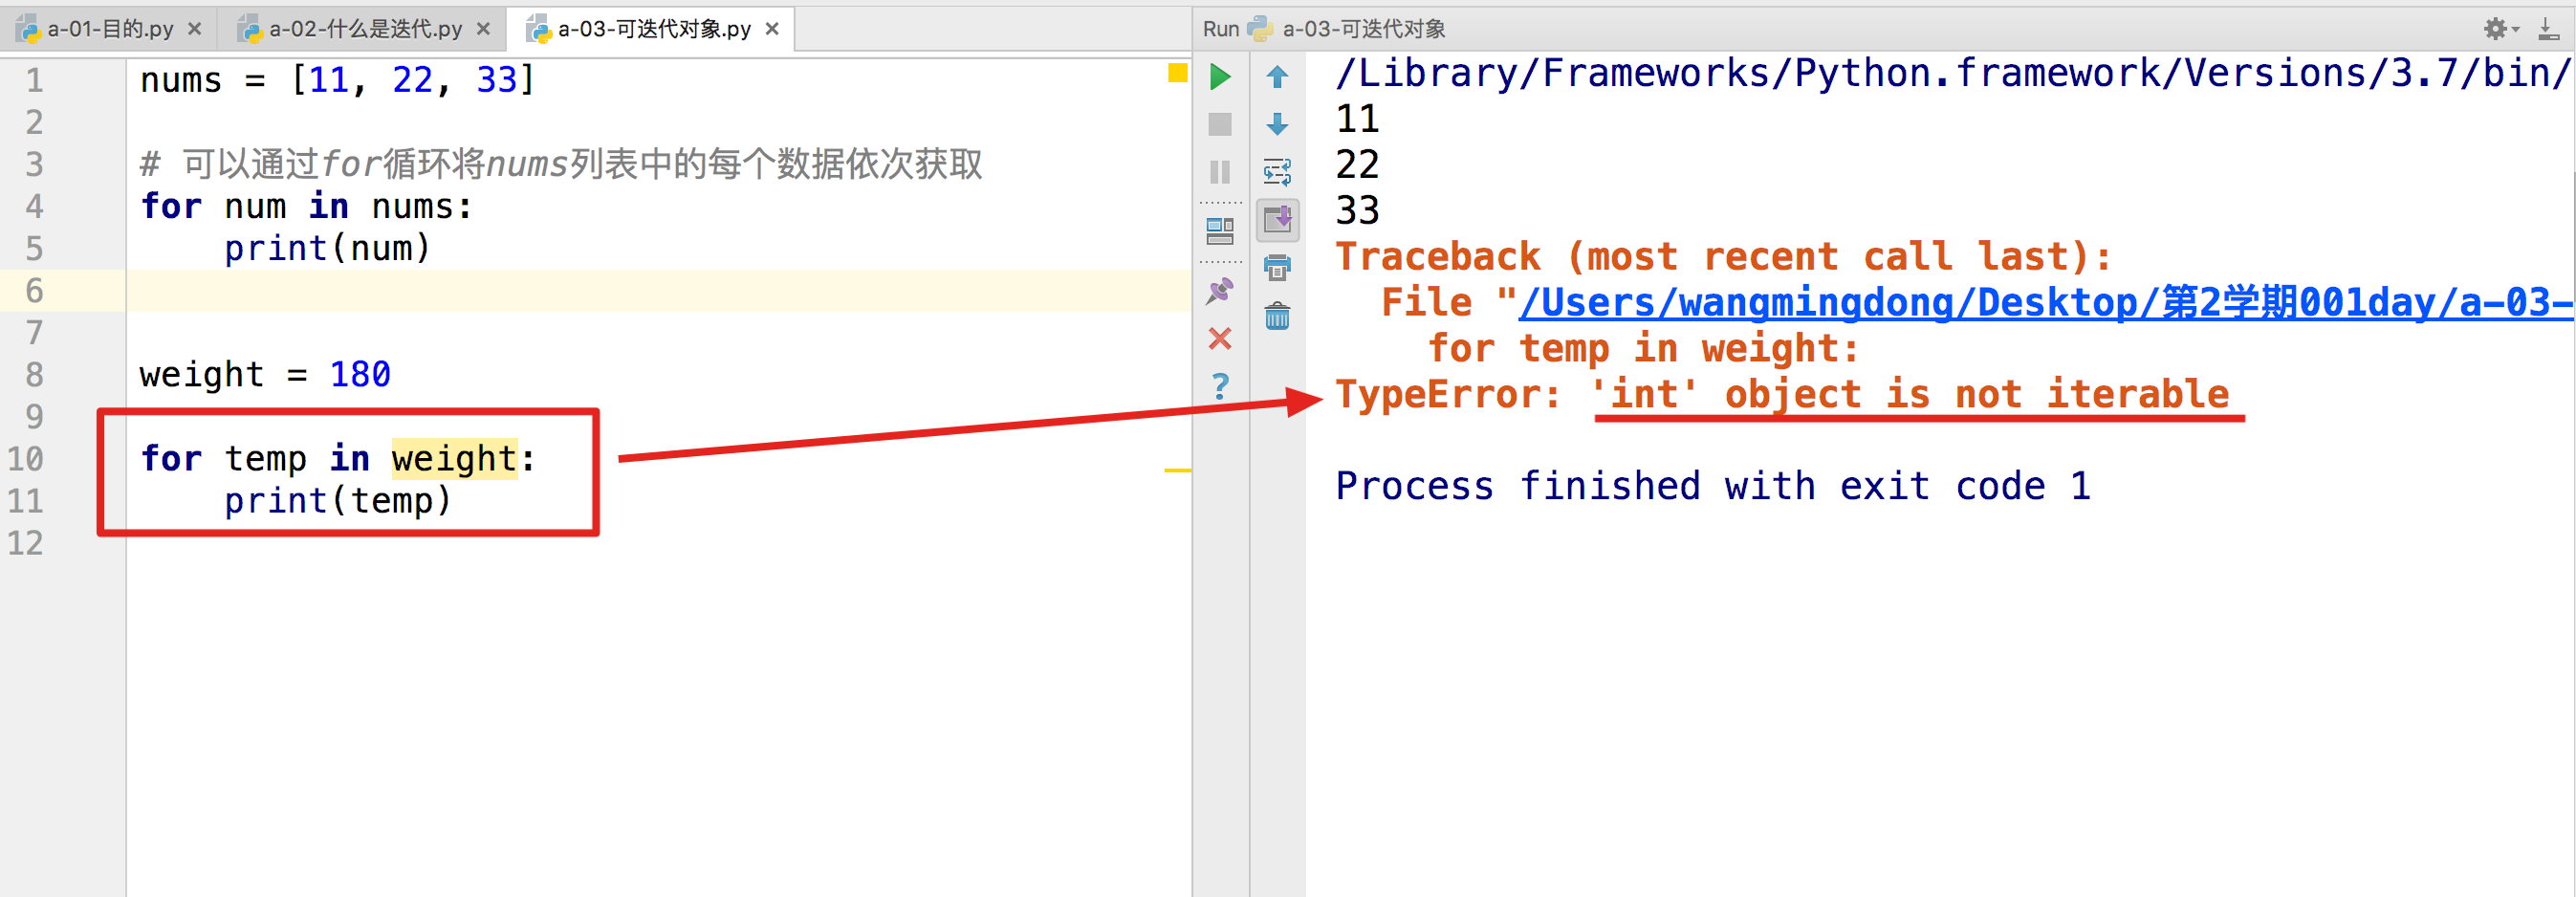 a-01-目的.py
a-02-什么是迭代.py
a-03-可迭代对象.py
1 nums = [11, 22, 33]
2
3 # 可以通过for循环将nums列表中的每个数据依次获取
4 for num in nums:
5 print(num)
6
7
8 weight = 180
9
10 for temp in weight:
11 print(temp)
12
Run a-03-可迭代对象
/Library/Frameworks/Python.framework/Versions/3.7/bin/
11
22
33
Traceback (most recent call last):
File "/Users/wangmingdong/Desktop/第2学期001day/a-03-
for temp in weight:
TypeError: 'int' object is not iterable
Process finished with exit code 1